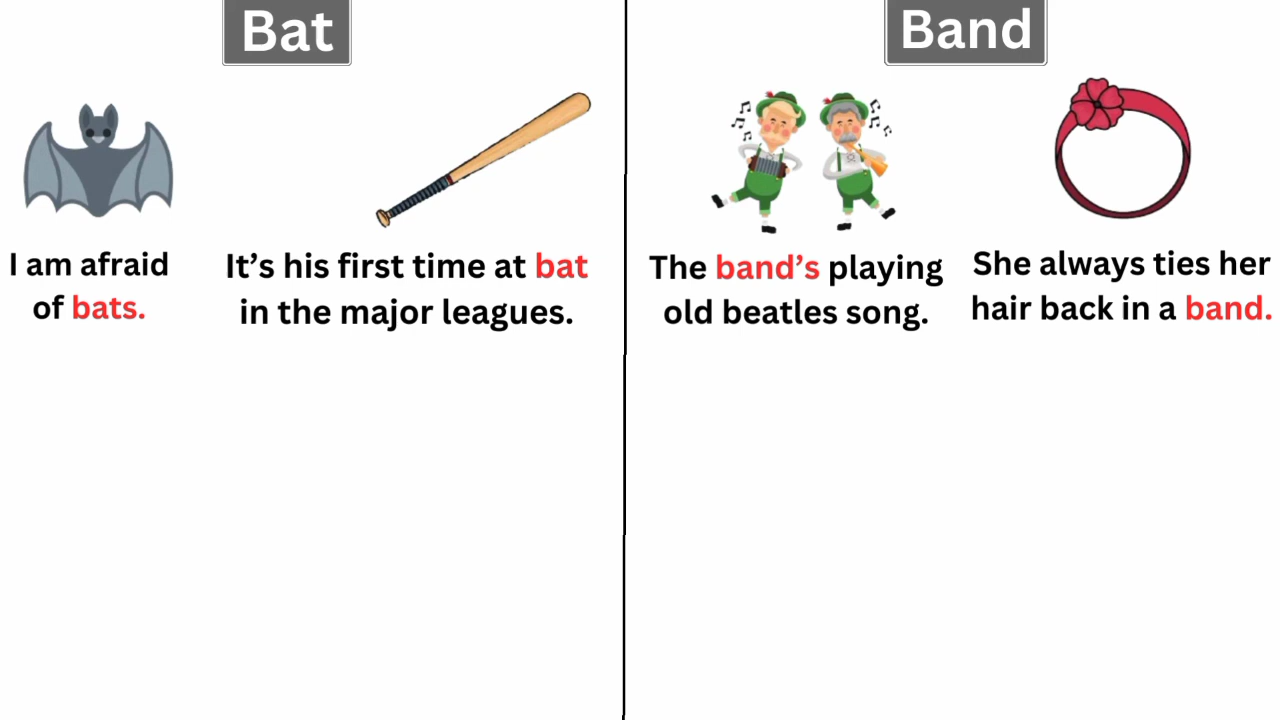 Bat
I am afraid
of bats.
It’s his first time at bat
in the major leagues.
Band
The band’s playing
old beatles song.
She always ties her
hair back in a band.